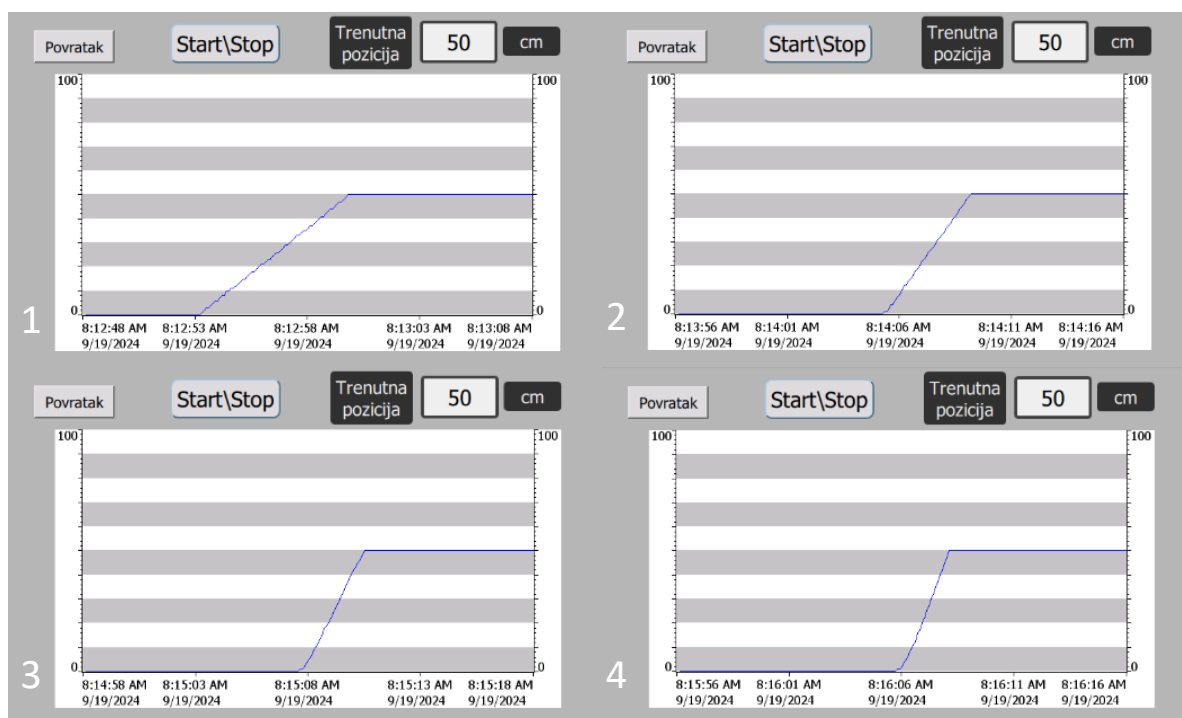 Povratak
Start\Stop
Trenutna
pozicija
50
cm
100
100
0
0
8:12:48 AM 8:12:53 AM 8:12:58 AM 8:13:03 AM 8:13:08 AM
9/19/2024 9/19/2024 9/19/2024 9/19/2024 9/19/2024
1
Povratak
Start\Stop
Trenutna
pozicija
50
cm
100
100
0
0
8:13:56 AM 8:14:01 AM 8:14:06 AM 8:14:11 AM 8:14:16 AM
9/19/2024 9/19/2024 9/19/2024 9/19/2024 9/19/2024
2
Povratak
Start\Stop
Trenutna
pozicija
50
cm
100
100
0
0
8:14:58 AM 8:15:03 AM 8:15:08 AM 8:15:13 AM 8:15:18 AM
9/19/2024 9/19/2024 9/19/2024 9/19/2024 9/19/2024
3
Povratak
Start\Stop
Trenutna
pozicija
50
cm
100
100
0
0
8:15:56 AM 8:16:01 AM 8:16:06 AM 8:16:11 AM 8:16:16 AM
9/19/2024 9/19/2024 9/19/2024 9/19/2024 9/19/2024
4